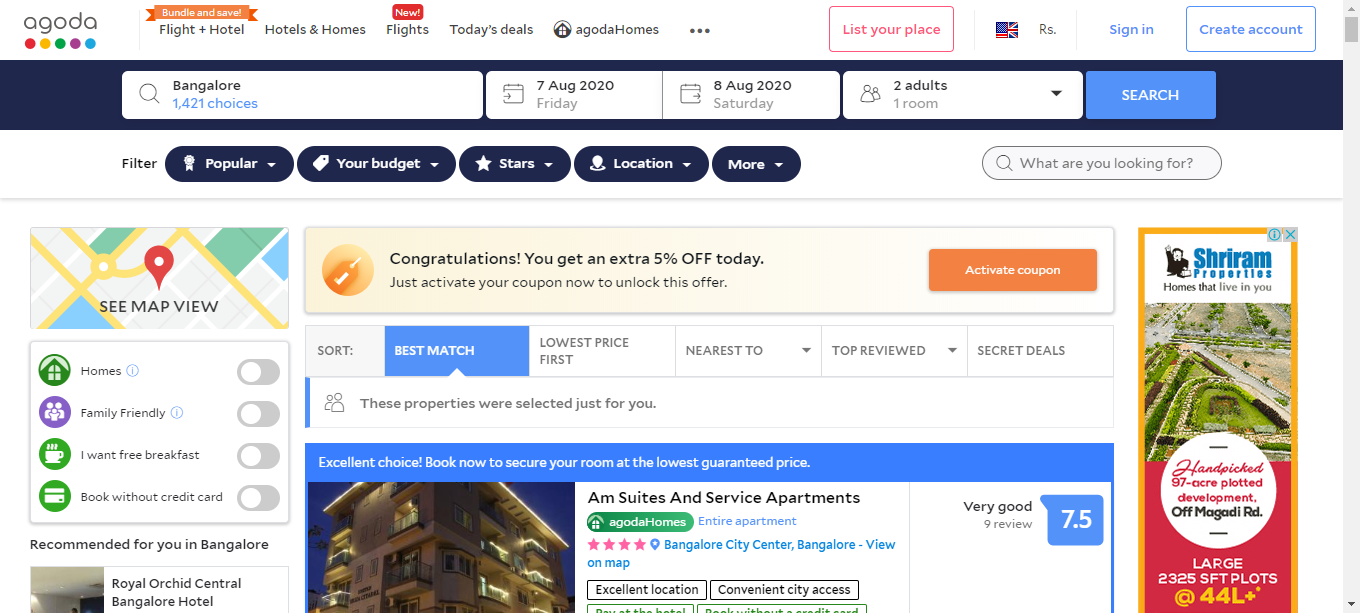 agoda
Bundle and save!
Flight + Hotel
Hotels & Homes
New!
Flights
Today's deals
agodaHomes
List your place
Rs.
Sign in
Create account
Bangalore
1,421 choices
7 Aug 2020
Friday
8 Aug 2020
Saturday
2 adults
1 room
SEARCH
Filter
Popular
Your budget
Stars
Location
More
What are you looking for?
SEE MAP VIEW
Homes
Family Friendly
I want free breakfast
Book without credit card
Recommended for you in Bangalore
Royal Orchid Central
Bangalore Hotel
Congratulations! You get an extra 5% OFF today.
Just activate your coupon now to unlock this offer.
Activate coupon
SORT:
BEST MATCH
LOWEST PRICE
FIRST
NEAREST TO
TOP REVIEWED
SECRET DEALS
These properties were selected just for you.
Excellent choice! Book now to secure your room at the lowest guaranteed price.
Am Suites And Service Apartments
agodaHomes Entire apartment
Bangalore City Center, Bangalore - View
on map
Excellent location
Convenient city access
Pay at the hotel
Book without a credit card
Very good
9 review
7.5
Shriram
Properties
Homes that live in you
Handpicked
97-acre plotted
development,
Off Magadi Rd.
LARGE
2325 SFT PLOTS
@ 44L+*